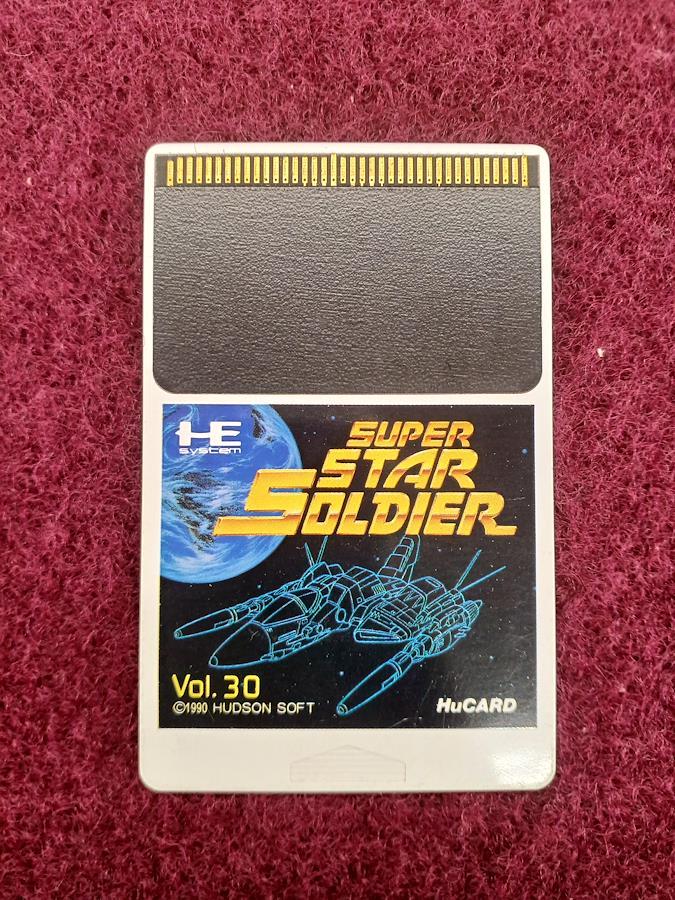 HE
system
SUPER
STAR
SOLDIER
Vol. 30
©1990 HUDSON SOFT
HuCARD